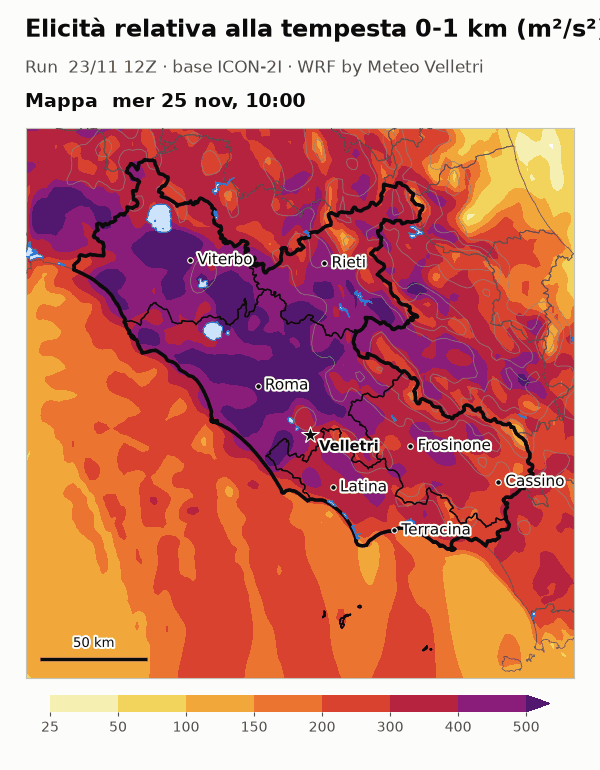 Elicità relativa alla tempesta 0-1 km (m²/s²)
Run  23/11 12Z · base ICON-2I · WRF by Meteo Velletri
Mappa  mer 25 nov, 10:00
Viterbo
Rieti
Roma
Velletri
Frosinone
Latina
Cassino
Terracina
50 km
25 50 100 150 200 300 400 500